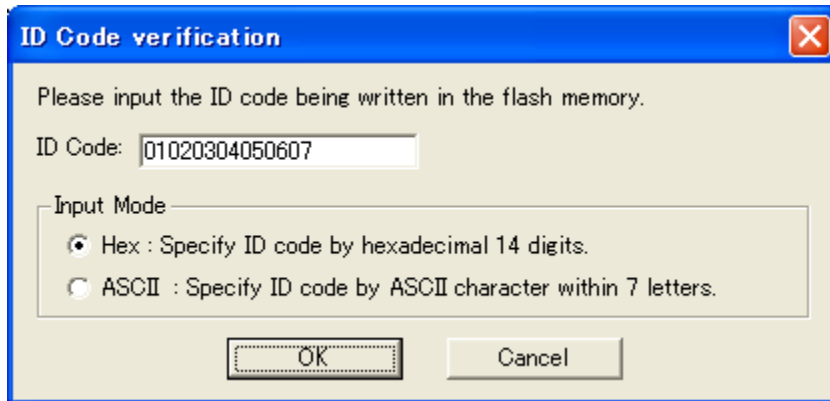 ID Code verification
Please input the ID code being written in the flash memory.
ID Code: 01020304050607
Input Mode
Hex : Specify ID code by hexadecimal 14 digits.
ASCII : Specify ID code by ASCII character within 7 letters.
OK Cancel